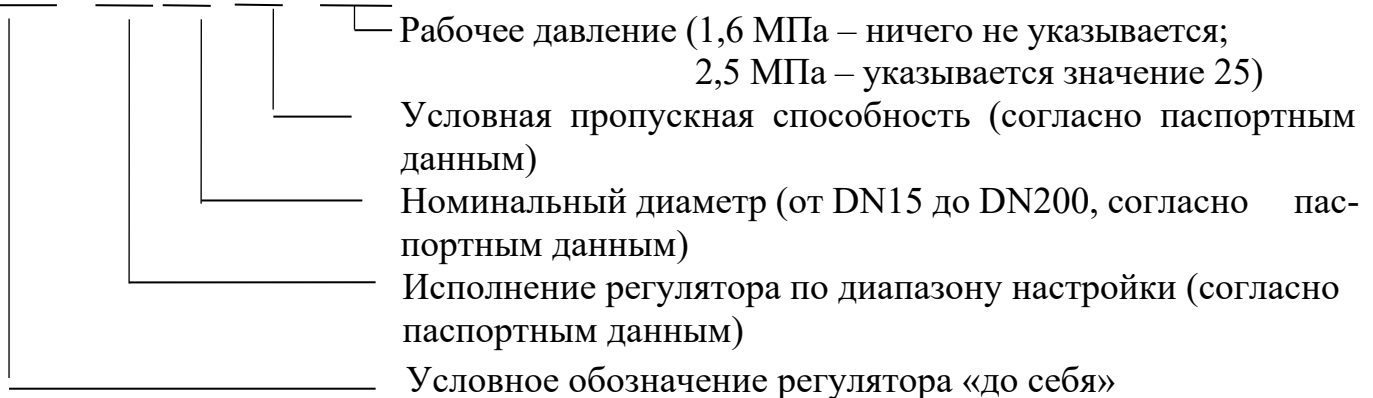 Рабочее давление (1,6 МПа – ничего не указывается;
2,5 МПа – указывается значение 25)
Условная пропускная способность (согласно паспортным
данным)
Номинальный диаметр (от DN15 до DN200, согласно пас-
портным данным)
Исполнение регулятора по диапазону настройки (согласно
паспортным данным)
Условное обозначение регулятора «до себя»